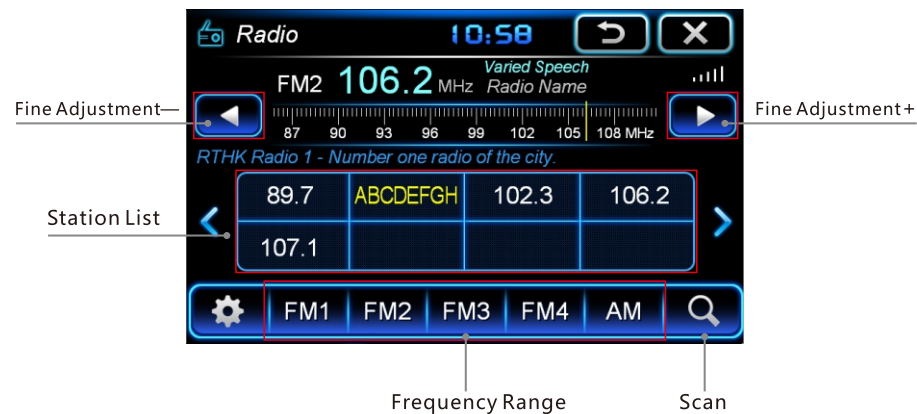 Radio
10:58
FM2 106.2 MHz
Varied Speech
Radio Name
Fine Adjustment—
Fine Adjustment+
87 90 93 96 99 102 105 108 MHz
RTHK Radio 1 - Number one radio of the city.
89.7 ABCDEFGH 102.3 106.2
Station List
107.1
FM1 FM2 FM3 FM4 AM
Frequency Range
Scan